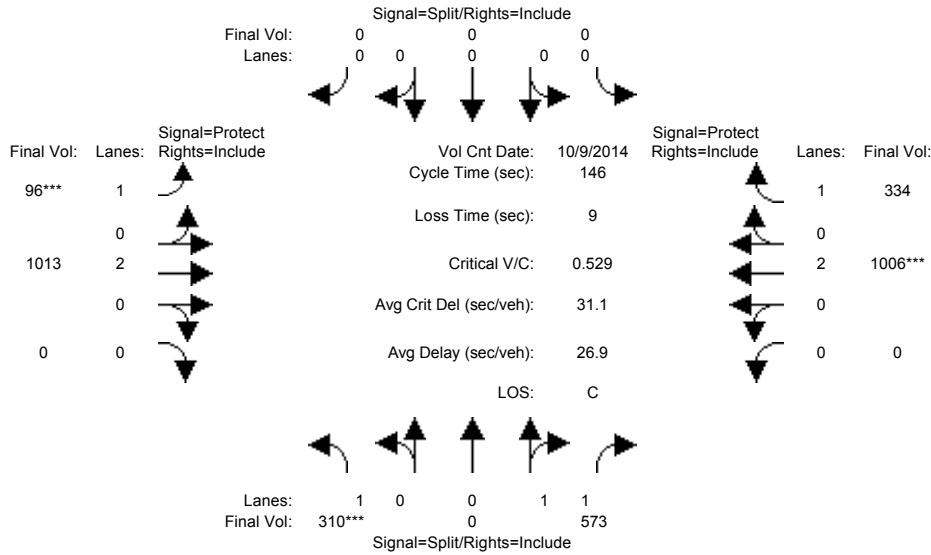 Signal=Split/Rights=Include
Final Vol: 0 0 0
Lanes: 0 0 0 0 0
Signal=Protect Signal=Protect
Final Vol: Lanes: Rights=Include Vol Cnt Date: 10/9/2014 Rights=Include Lanes: Final Vol:
Cycle Time (sec): 146
96*** 1 1 334
Loss Time (sec): 9
0 0
1013 2 Critical V/C: 0.529 2 1006***
0 Avg Crit Del (sec/veh): 31.1 0
0 0 Avg Delay (sec/veh): 26.9 0 0
LOS: C
Lanes: 1 0 0 1 1
Final Vol: 310*** 0 573
Signal=Split/Rights=Include